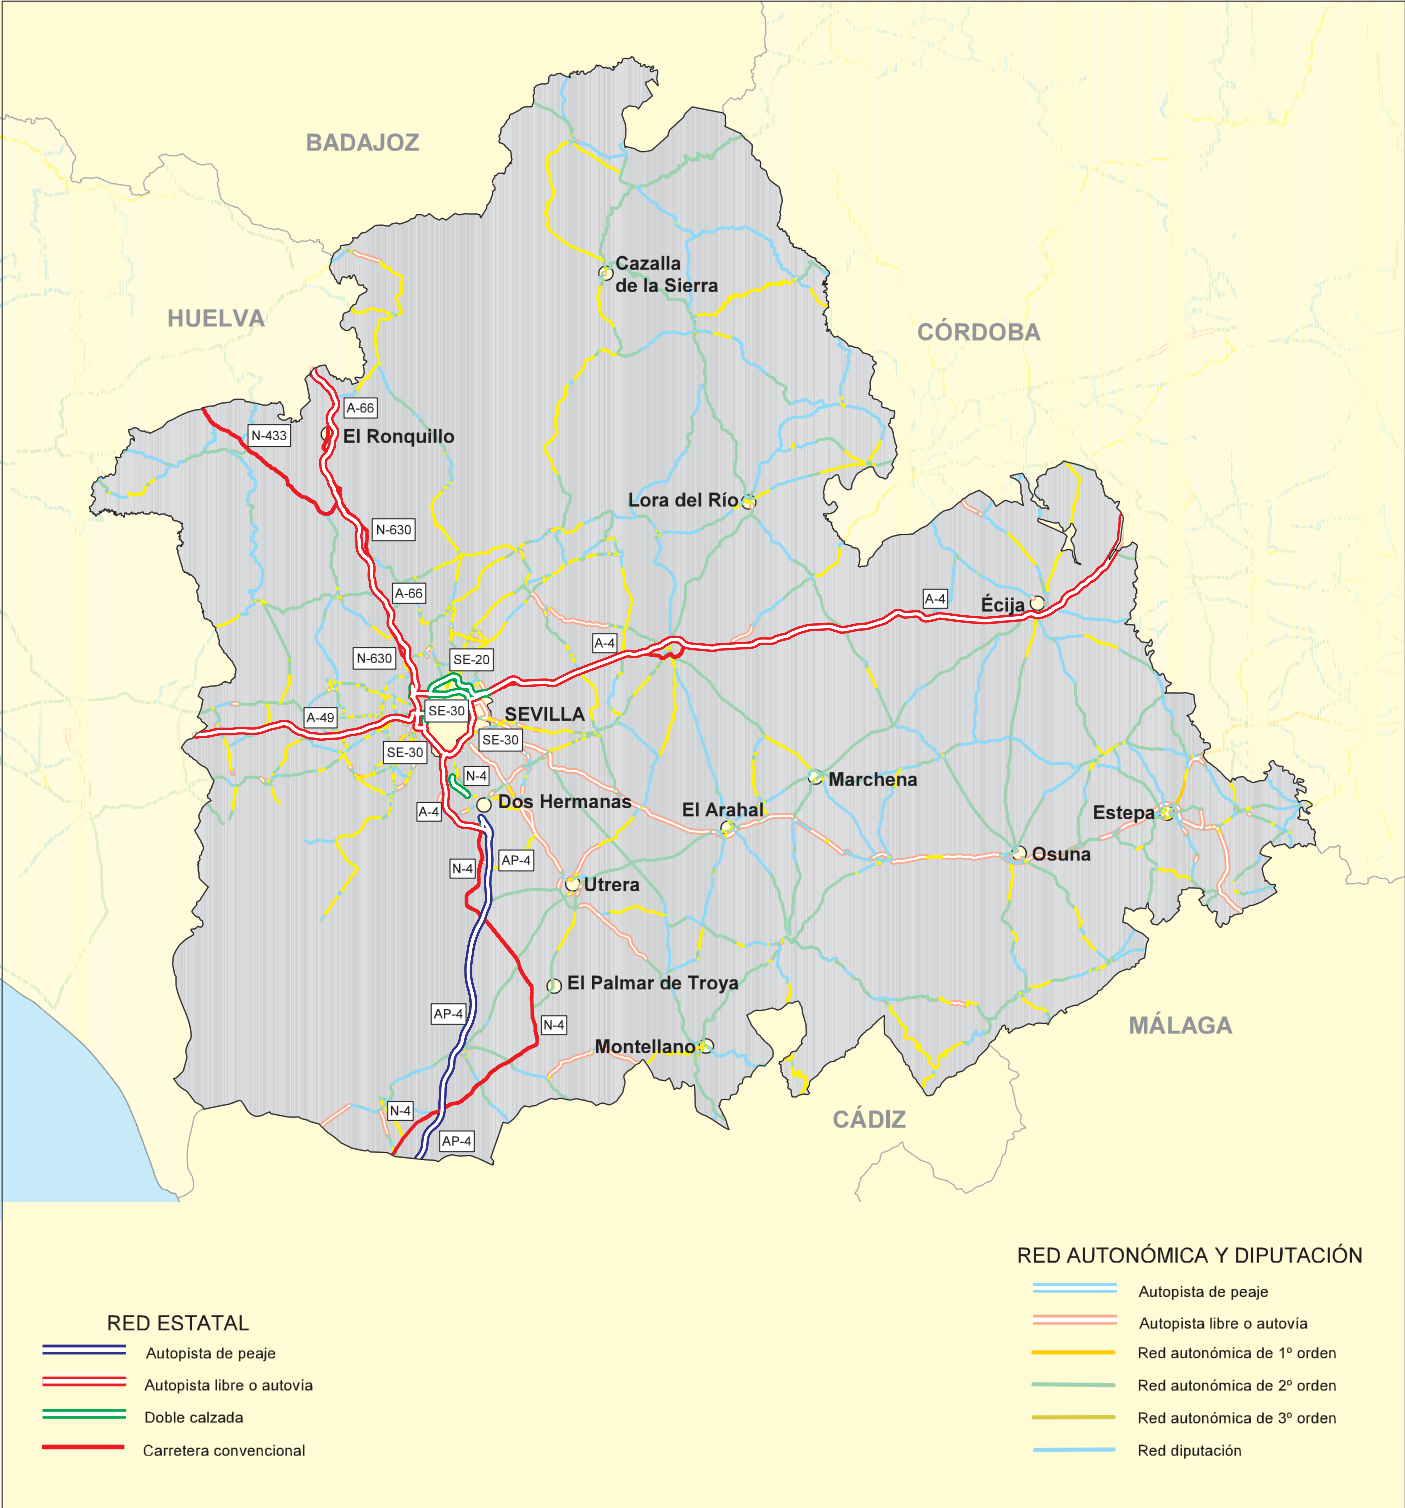 BADAJOZ
Cazalla
de la Sierra
HUELVA
CÓRDOBA
A-66
N-433
El Ronquillo
Lora del Río
N-630
A-66
A-4
Écija
A-4
N-630
SE-20
SE-30
SEVILLA
A-49
SE-30
SE-30
N-4
Marchena
Dos Hermanas
El Arahal
A-4
Estepa
AP-4
Osuna
N-4
Utrera
El Palmar de Troya
AP-4
N-4
MÁLAGA
Montellano
N-4
CÁDIZ
AP-4
RED AUTONÓMICA Y DIPUTACIÓN
Autopista de peaje
Autopista libre o autovía
Red autonómica de 1º orden
Red autonómica de 2º orden
Red autonómica de 3º orden
Red diputación
RED ESTATAL
Autopista de peaje
Autopista libre o autovía
Doble calzada
Carretera convencional